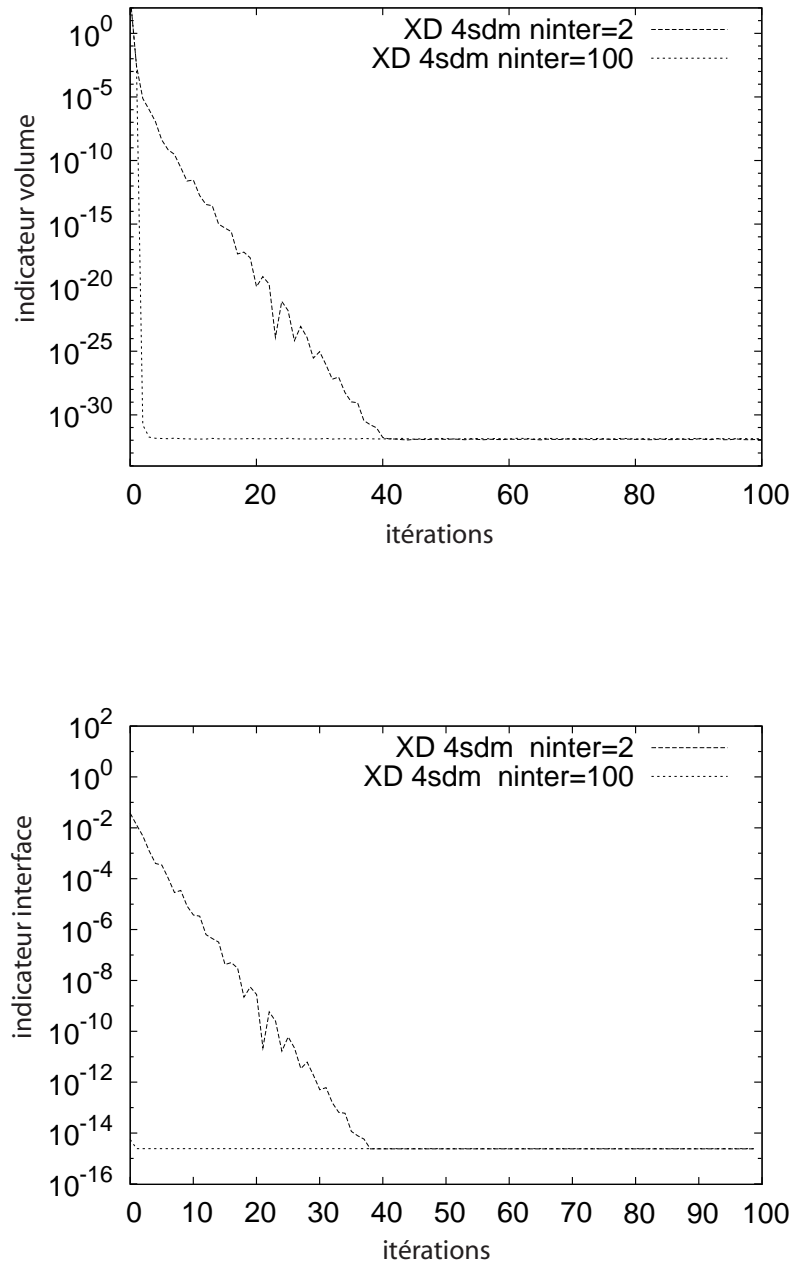 10^0
10^-5
10^-10
10^-15
10^-20
10^-25
10^-30
indicateur volume
XD 4sdm ninter=2
XD 4sdm ninter=100
0 20 40 60 80 100
itérations
10^2
10^0
10^-2
10^-4
10^-6
10^-8
10^-10
10^-12
10^-14
10^-16
indicateur interface
XD 4sdm ninter=2
XD 4sdm ninter=100
0 10 20 30 40 50 60 70 80 90 100
itérations